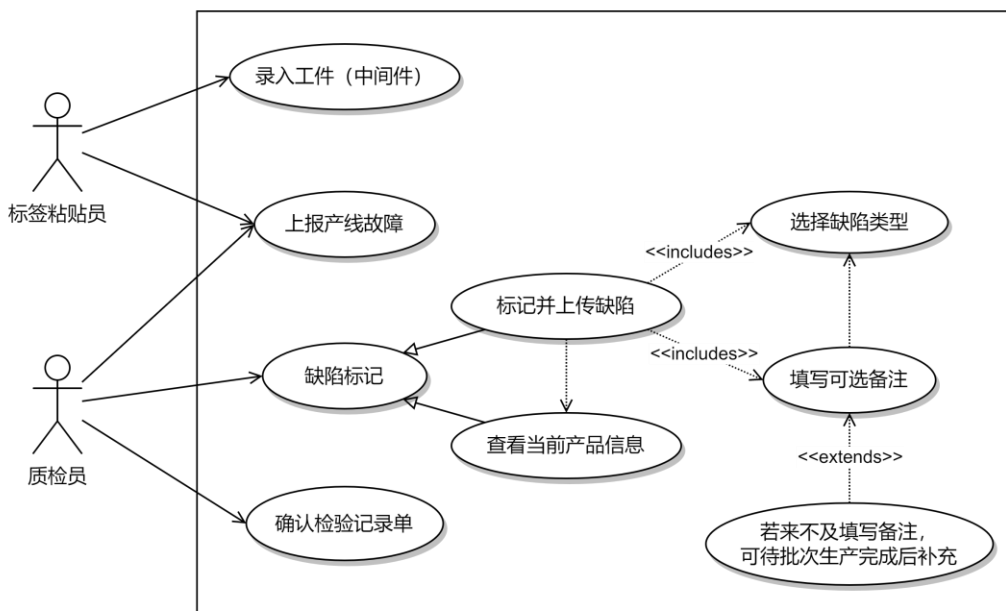 录入工件（中间件）
标签粘贴员
上报产线故障
选择缺陷类型
<<includes>>
标记并上传缺陷
<<includes>>
缺陷标记
填写可选备注
查看当前产品信息
<<extends>>
质检员
确认检验记录单
若来不及填写备注，
可待批次生产完成后补充